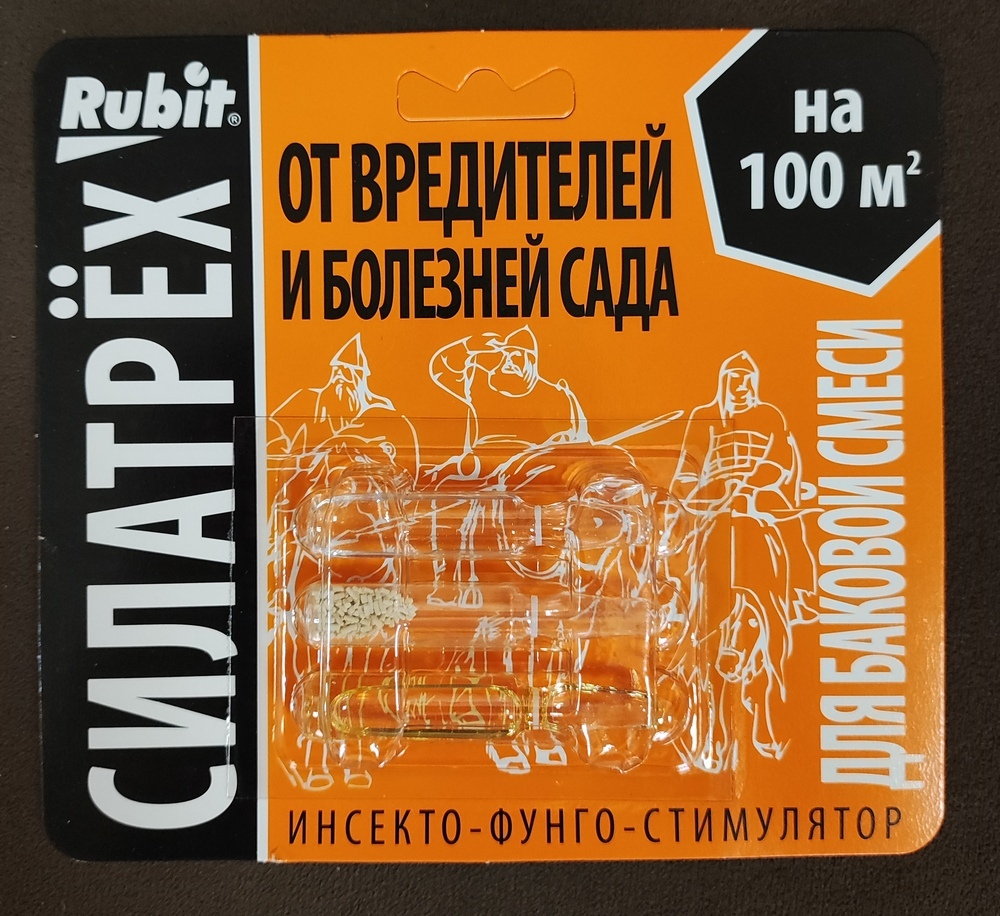 Rubit®
СИЛАТРЁХ
ОТ ВРЕДИТЕЛЕЙ
И БОЛЕЗНЕЙ САДА
на
100 м²
ДЛЯ БАКОВОЙ СМЕСИ
ИНСЕКТО-ФУНГО-СТИМУЛЯТОР